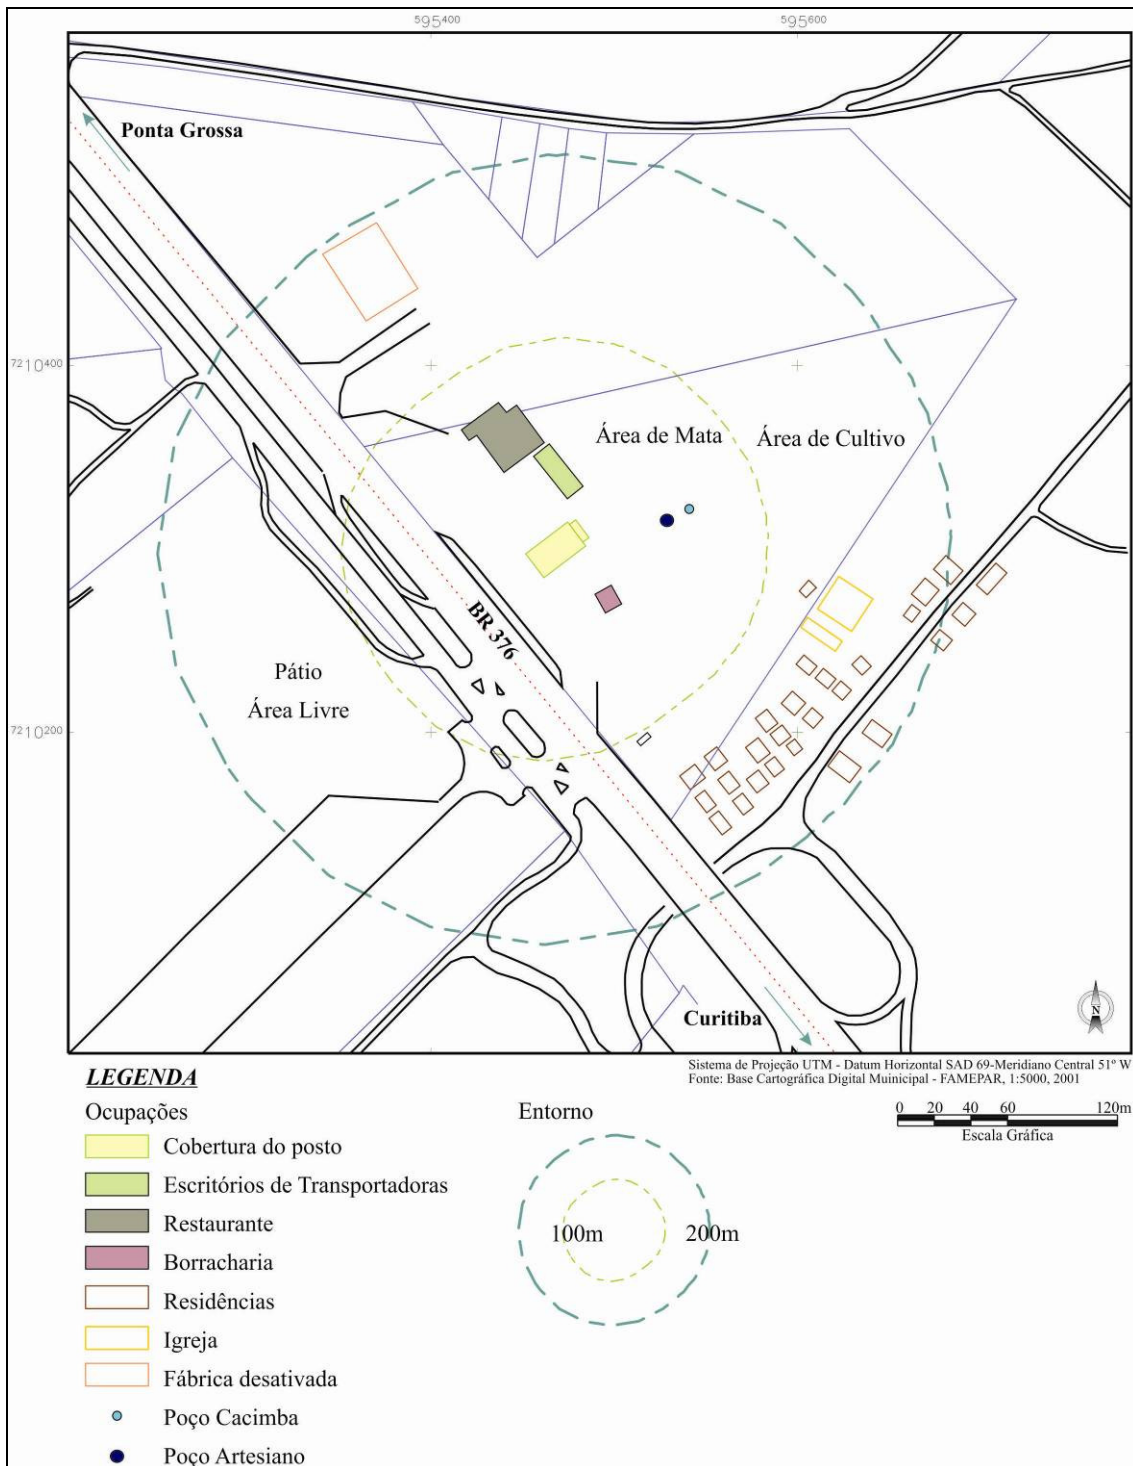 595400
595600
Ponta Grossa
7210400
Área de Mata
Área de Cultivo
BR 376
Pátio
Área Livre
7210200
Curitiba
N
Sistema de Projeção UTM - Datum Horizontal SAD 69-Meridiano Central 51º W
Fonte: Base Cartográfica Digital Muinicipal - FAMEPAR, 1:5000, 2001
0 20 40 60 120m
Escala Gráfica
LEGENDA
Ocupações
Cobertura do posto
Escritórios de Transportadoras
Restaurante
Borracharia
Residências
Igreja
Fábrica desativada
Poço Cacimba
Poço Artesiano
Entorno
100m
200m